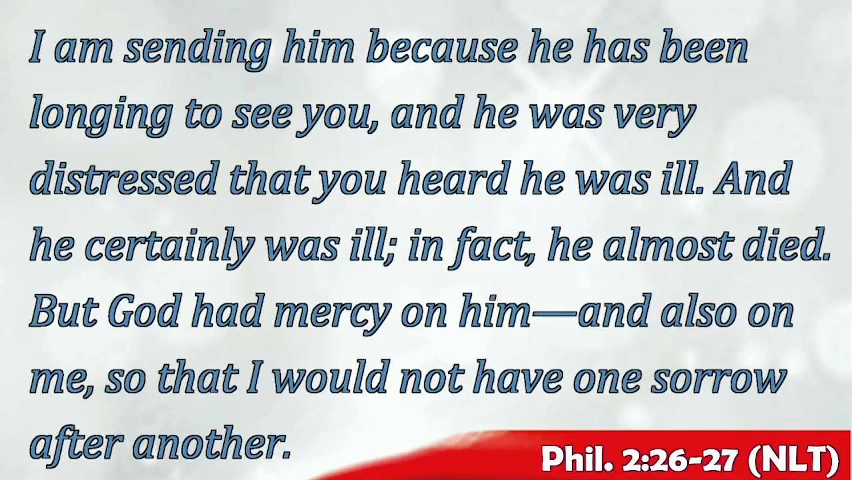 I am sending him because he has been
longing to see you, and he was very
distressed that you heard he was ill. And
he certainly was ill; in fact, he almost died.
But God had mercy on him—and also on
me, so that I would not have one sorrow
after another.
Phil. 2:26-27 (NLT)